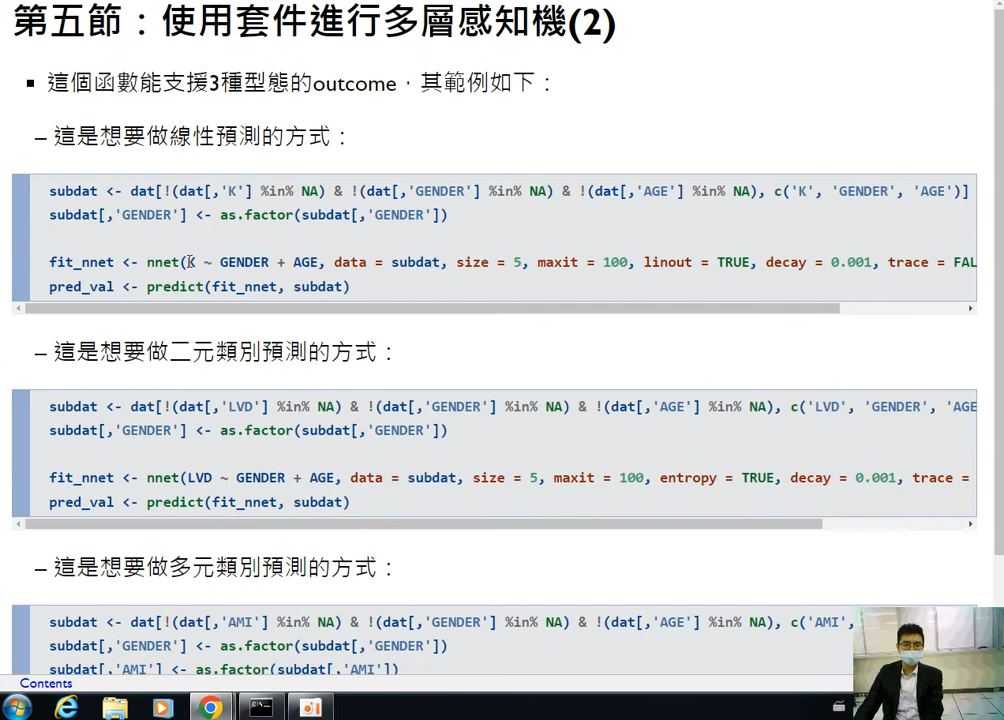 第五節：使用套件進行多層感知機(2)
▪ 這個函數能支援3種型態的outcome，其範例如下：
– 這是想要做線性預測的方式：
subdat <- dat[!(dat[,'K'] %in% NA) & !(dat[,'GENDER'] %in% NA) & !(dat[,'AGE'] %in% NA), c('K', 'GENDER', 'AGE')]
subdat[,'GENDER'] <- as.factor(subdat[,'GENDER'])
fit_nnet <- nnet(K ~ GENDER + AGE, data = subdat, size = 5, maxit = 100, linout = TRUE, decay = 0.001, trace = FAL
pred_val <- predict(fit_nnet, subdat)
– 這是想要做二元類別預測的方式：
subdat <- dat[!(dat[,'LVD'] %in% NA) & !(dat[,'GENDER'] %in% NA) & !(dat[,'AGE'] %in% NA), c('LVD', 'GENDER', 'AGE
subdat[,'GENDER'] <- as.factor(subdat[,'GENDER'])
fit_nnet <- nnet(LVD ~ GENDER + AGE, data = subdat, size = 5, maxit = 100, entropy = TRUE, decay = 0.001, trace =
pred_val <- predict(fit_nnet, subdat)
– 這是想要做多元類別預測的方式：
subdat <- dat[!(dat[,'AMI'] %in% NA) & !(dat[,'GENDER'] %in% NA) & !(dat[,'AGE'] %in% NA), c('AMI',
subdat[,'GENDER'] <- as.factor(subdat[,'GENDER'])
subdat[,'AMI'] <- as.factor(subdat[,'AMI'])
Contents